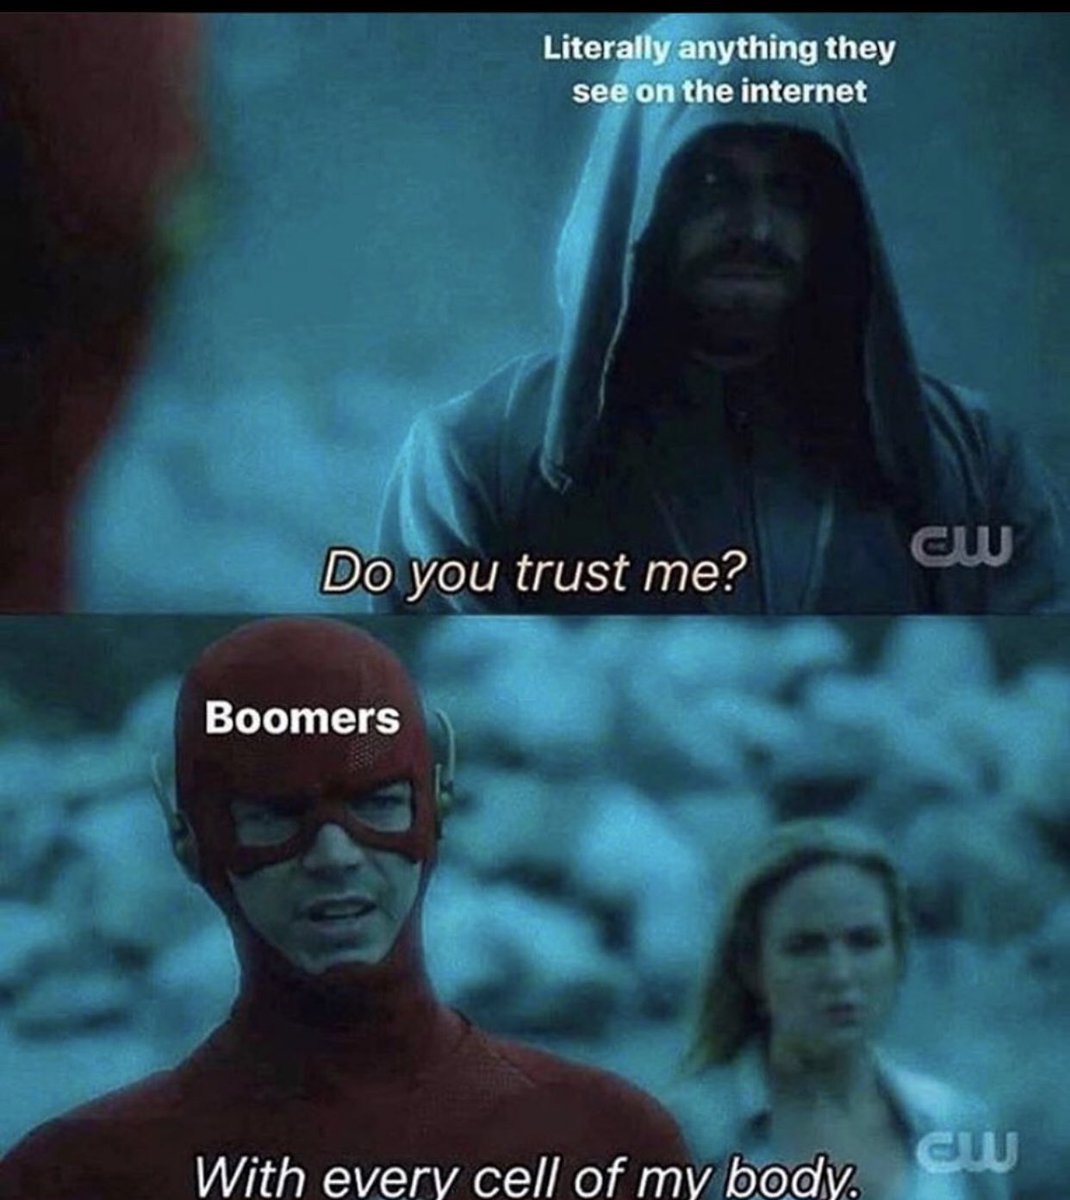 Literally anything they
see on the internet
CW
Do you trust me?
Boomers
CW
With every cell of my body.